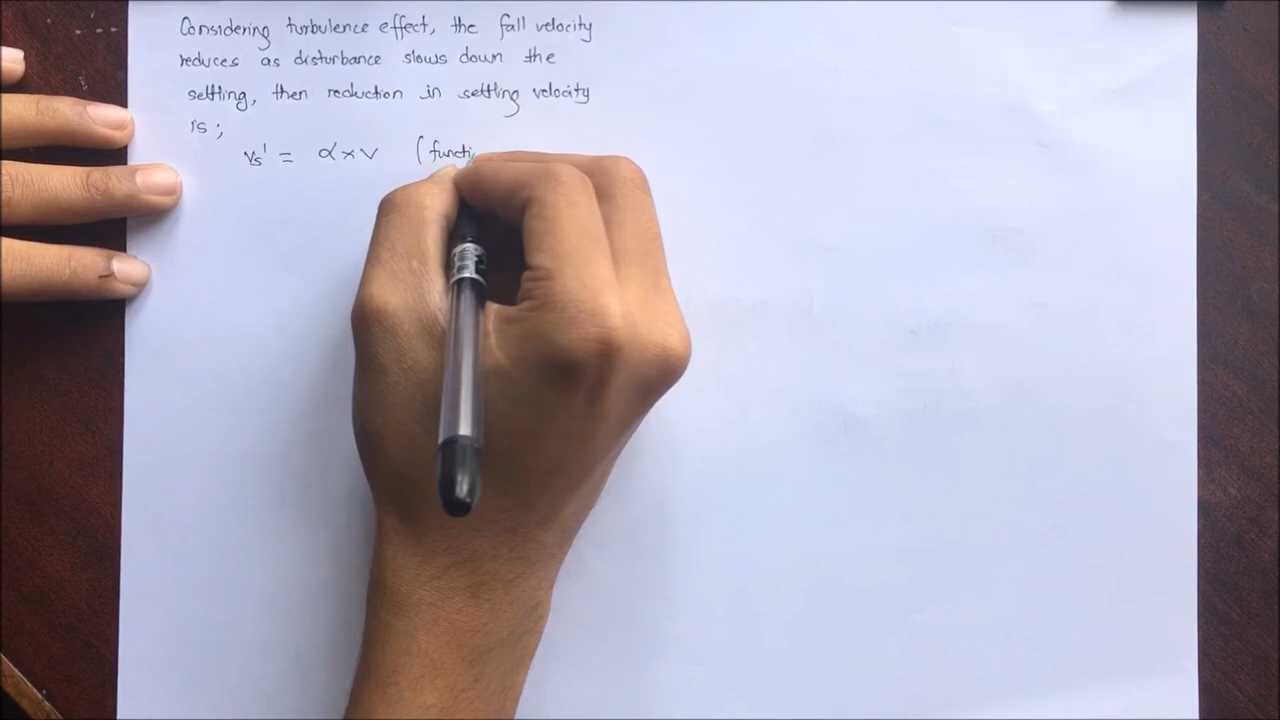 Considering turbulence effect, the fall velocity
reduces as disturbance slows down the
settling, then reduction in settling velocity
is;
Vs' = α×V (functi